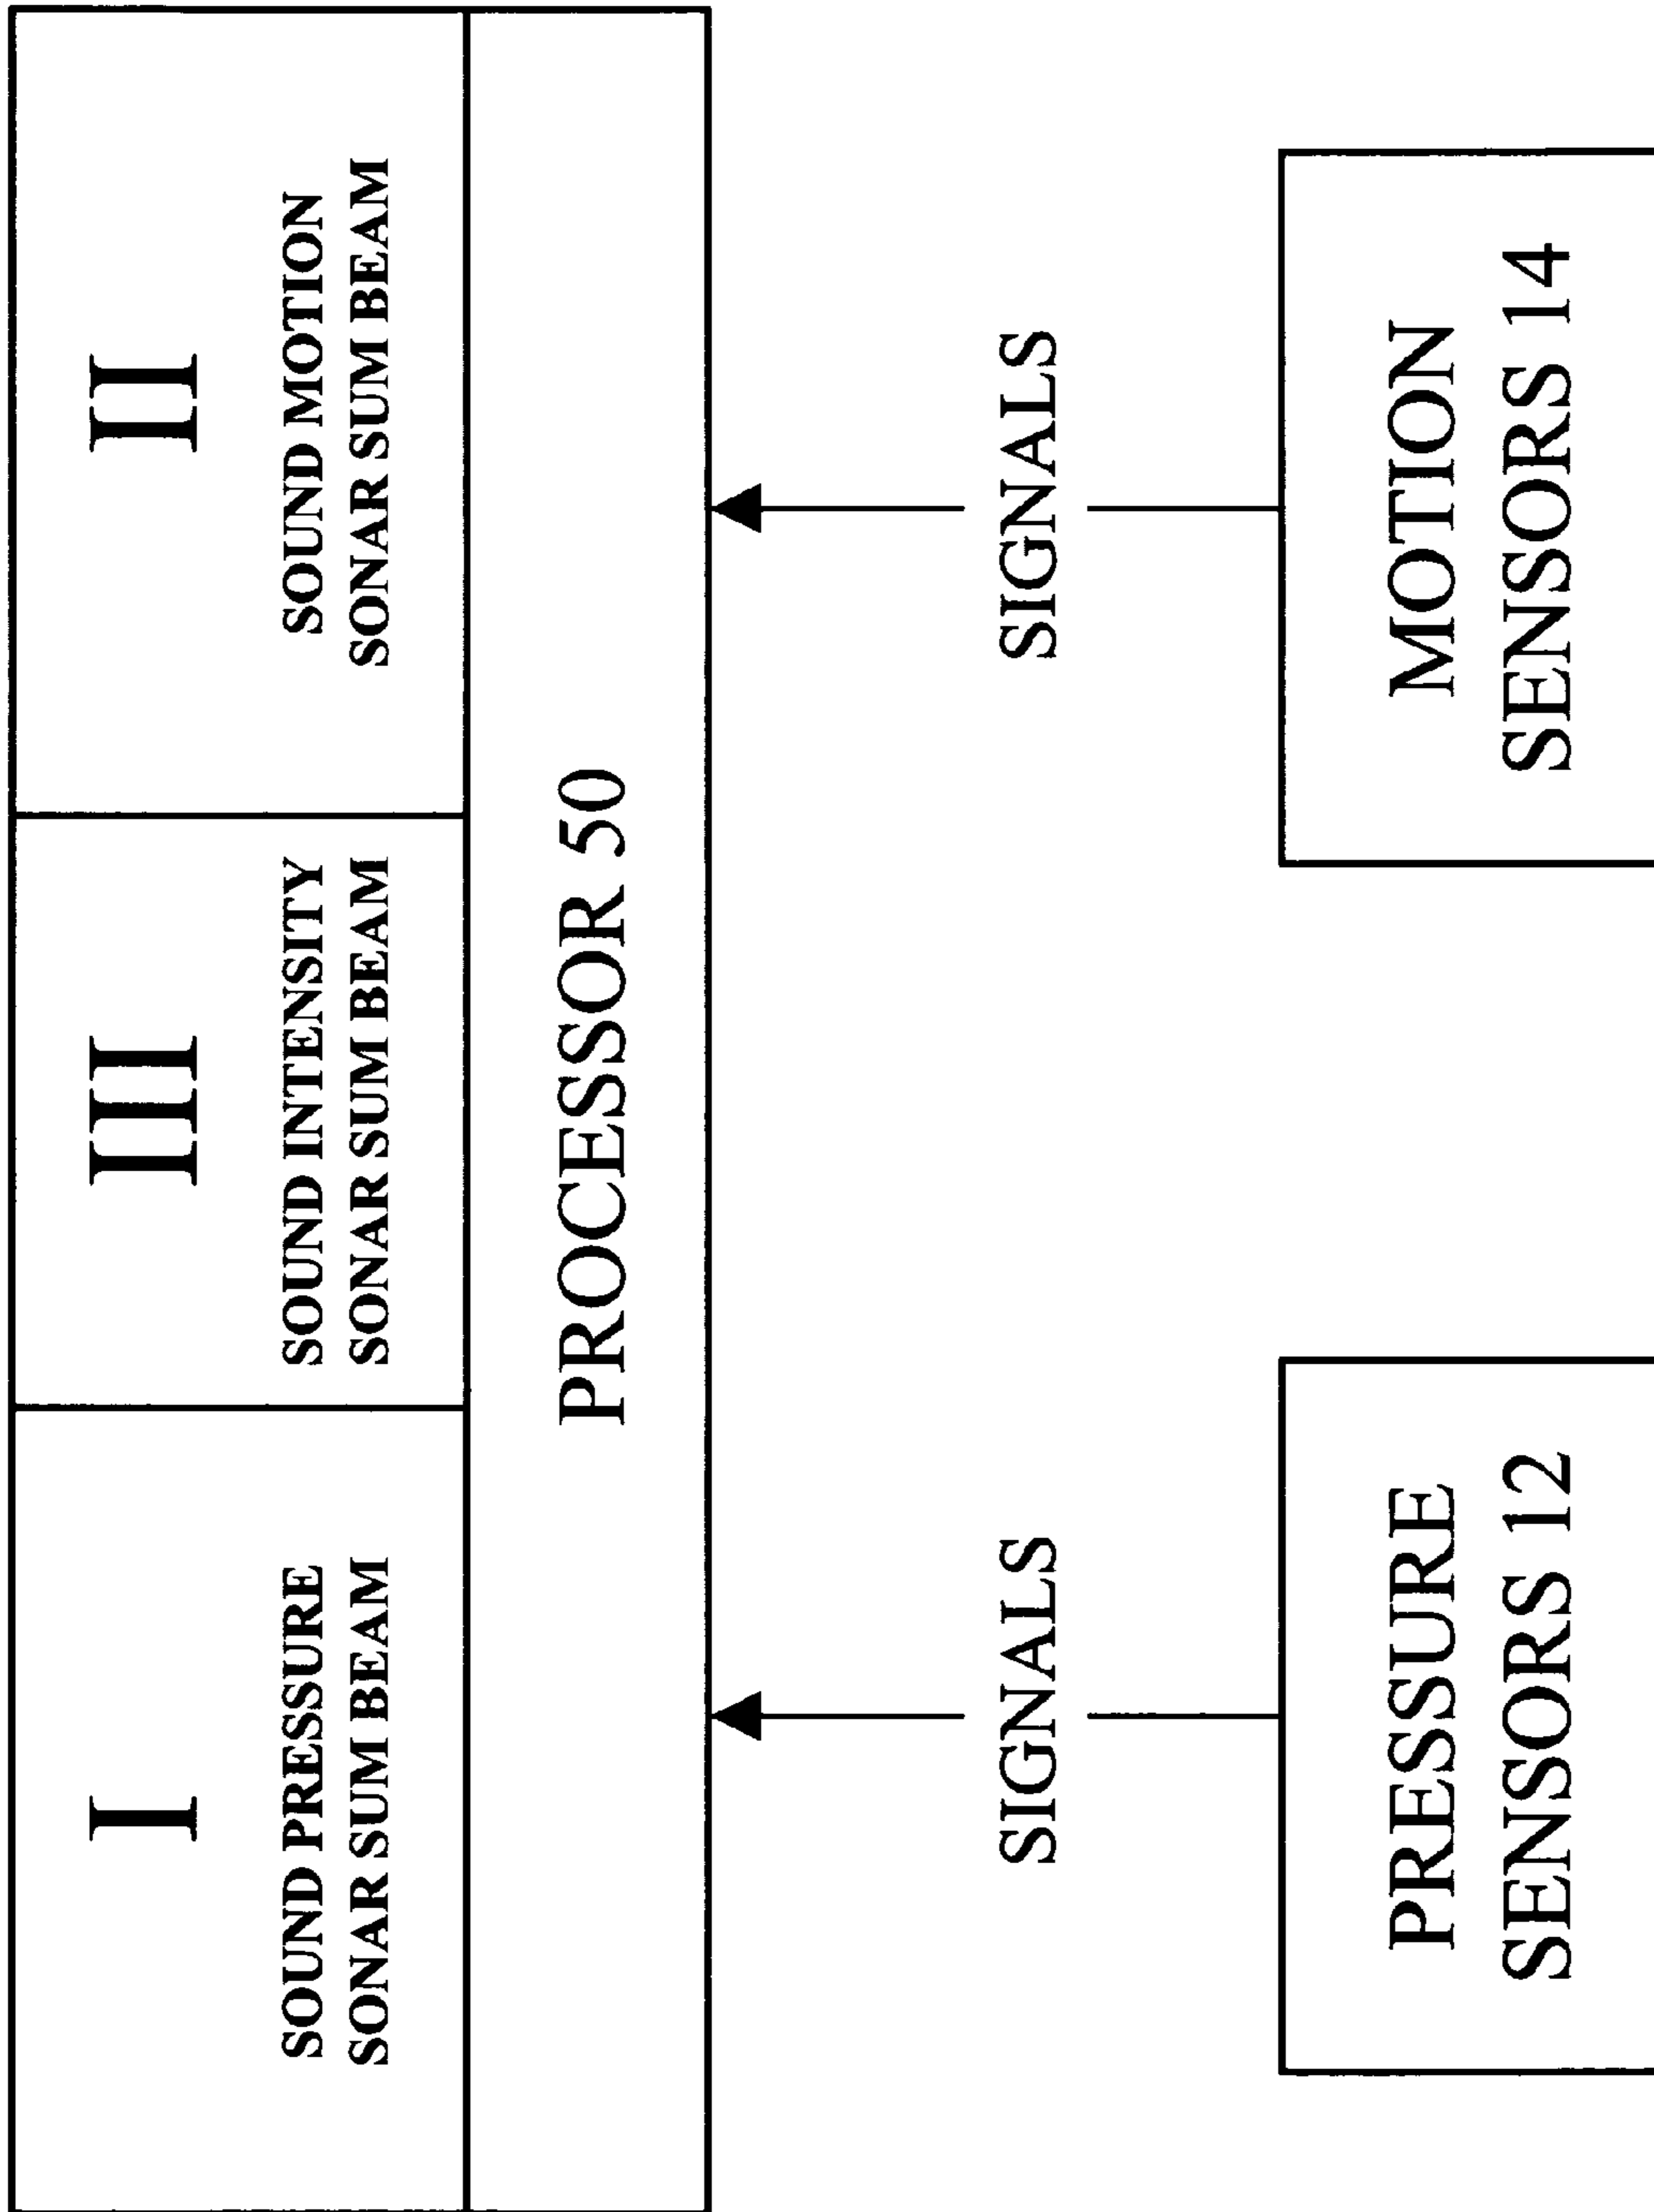 I
SOUND PRESSURE
SONAR SUM BEAM
III
SOUND INTENSITY
SONAR SUM BEAM
II
SOUND MOTION
SONAR SUM BEAM
PROCESSOR 50
SIGNALS
SIGNALS
PRESSURE
SENSORS 12
MOTION
SENSORS 14